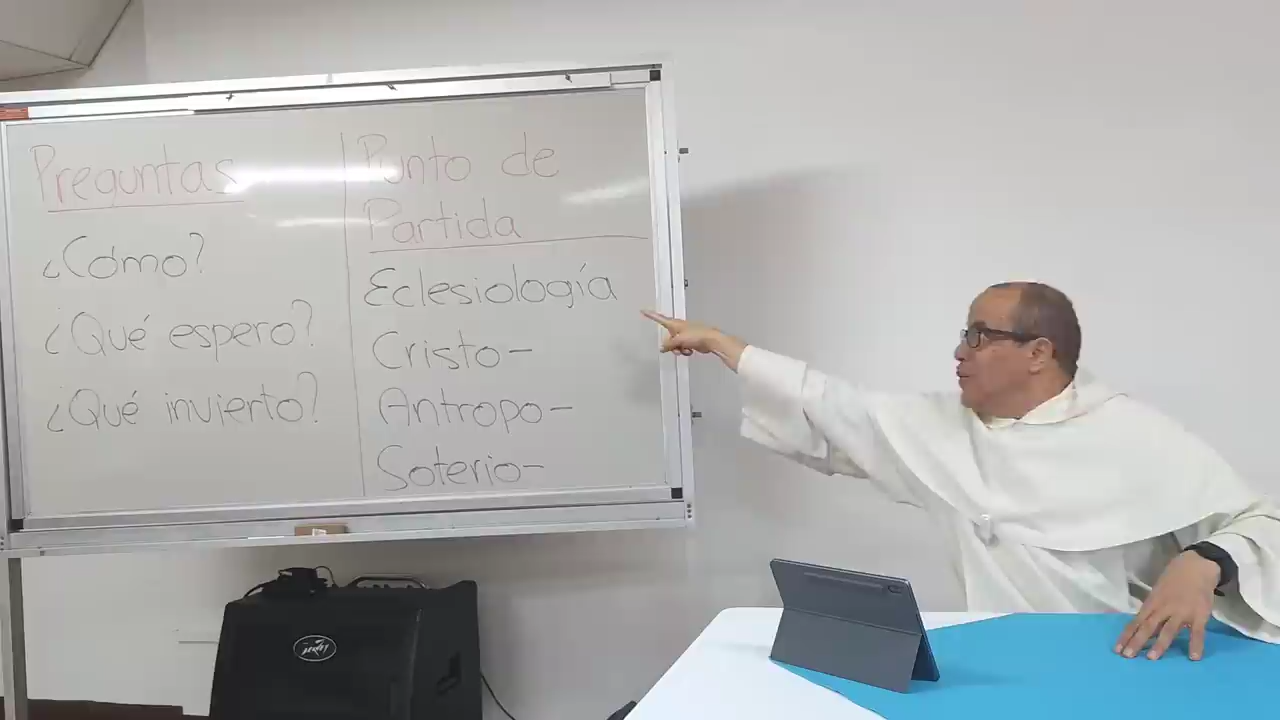 Preguntas
¿Cómo?
¿Qué espero?
¿Qué invierto?
Punto de
Partida
Eclesiología
Cristo-
Antropo-
Soterio-